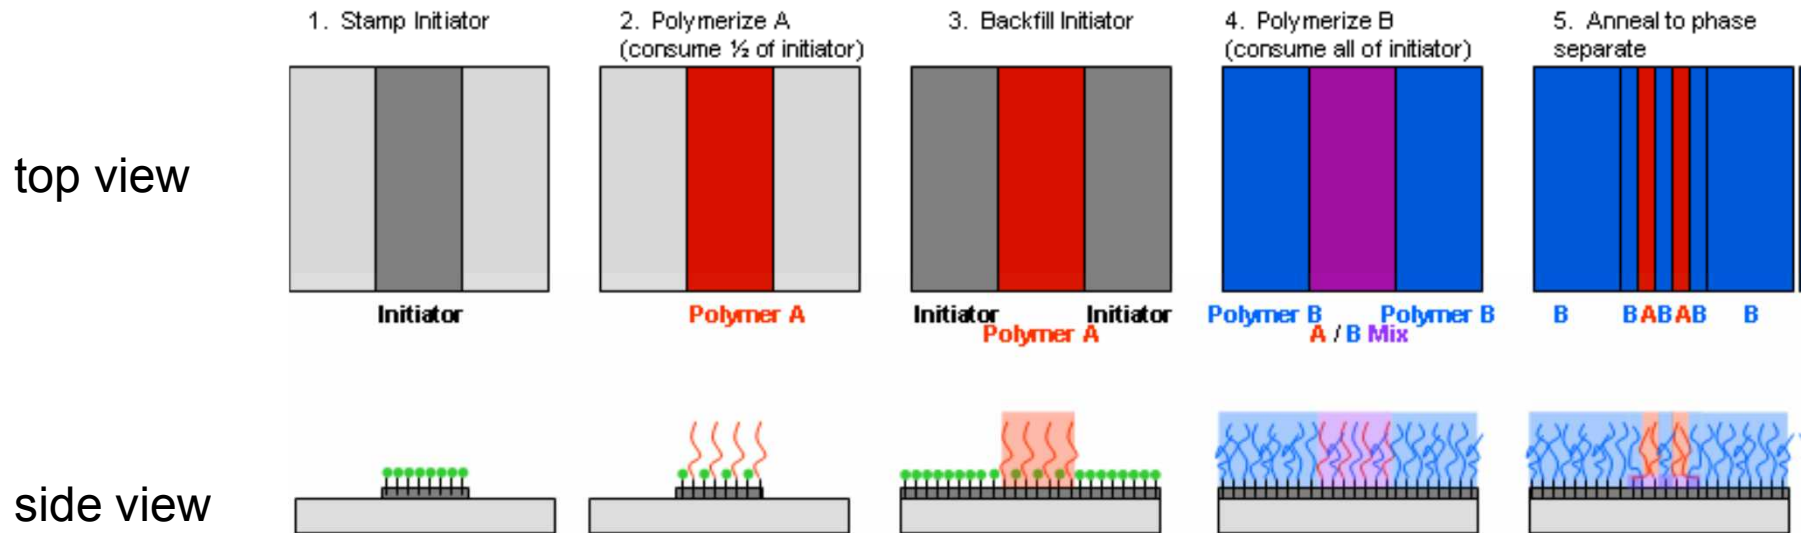 1. Stamp Initiator
2. Polymerize A
(consume ½ of initiator)
3. Backfill Initiator
4. Polymerize B
(consume all of initiator)
5. Anneal to phase
separate
top view
Initiator
Polymer A
Initiator Initiator
Polymer A
Polymer B Polymer B
A / B Mix
B B A B A B B
side view